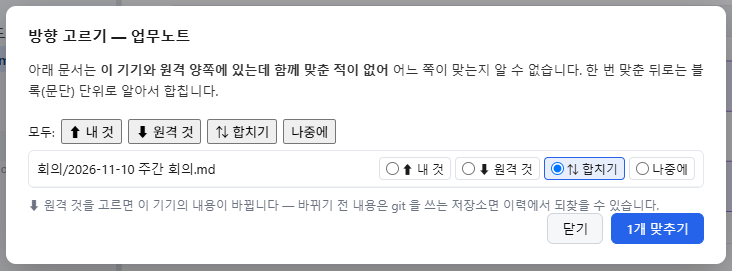 방향 고르기 — 업무노트
아래 문서는 이 기기와 원격 양쪽에 있는데 함께 맞춘 적이 없어 어느 쪽이 맞는지 알 수 없습니다. 한 번 맞춘 뒤로는 블
록(문단) 단위로 알아서 합칩니다.
모두: ⬆ 내 것 ⬇ 원격 것 ⇅ 합치기 나중에
회의/2026-11-10 주간 회의.md ⬆ 내 것 ⬇ 원격 것 ⇅ 합치기 나중에
⬇ 원격 것을 고르면 이 기기의 내용이 바뀝니다 — 바뀌기 전 내용은 git 을 쓰는 저장소면 이력에서 되찾을 수 있습니다.
닫기 1개 맞추기